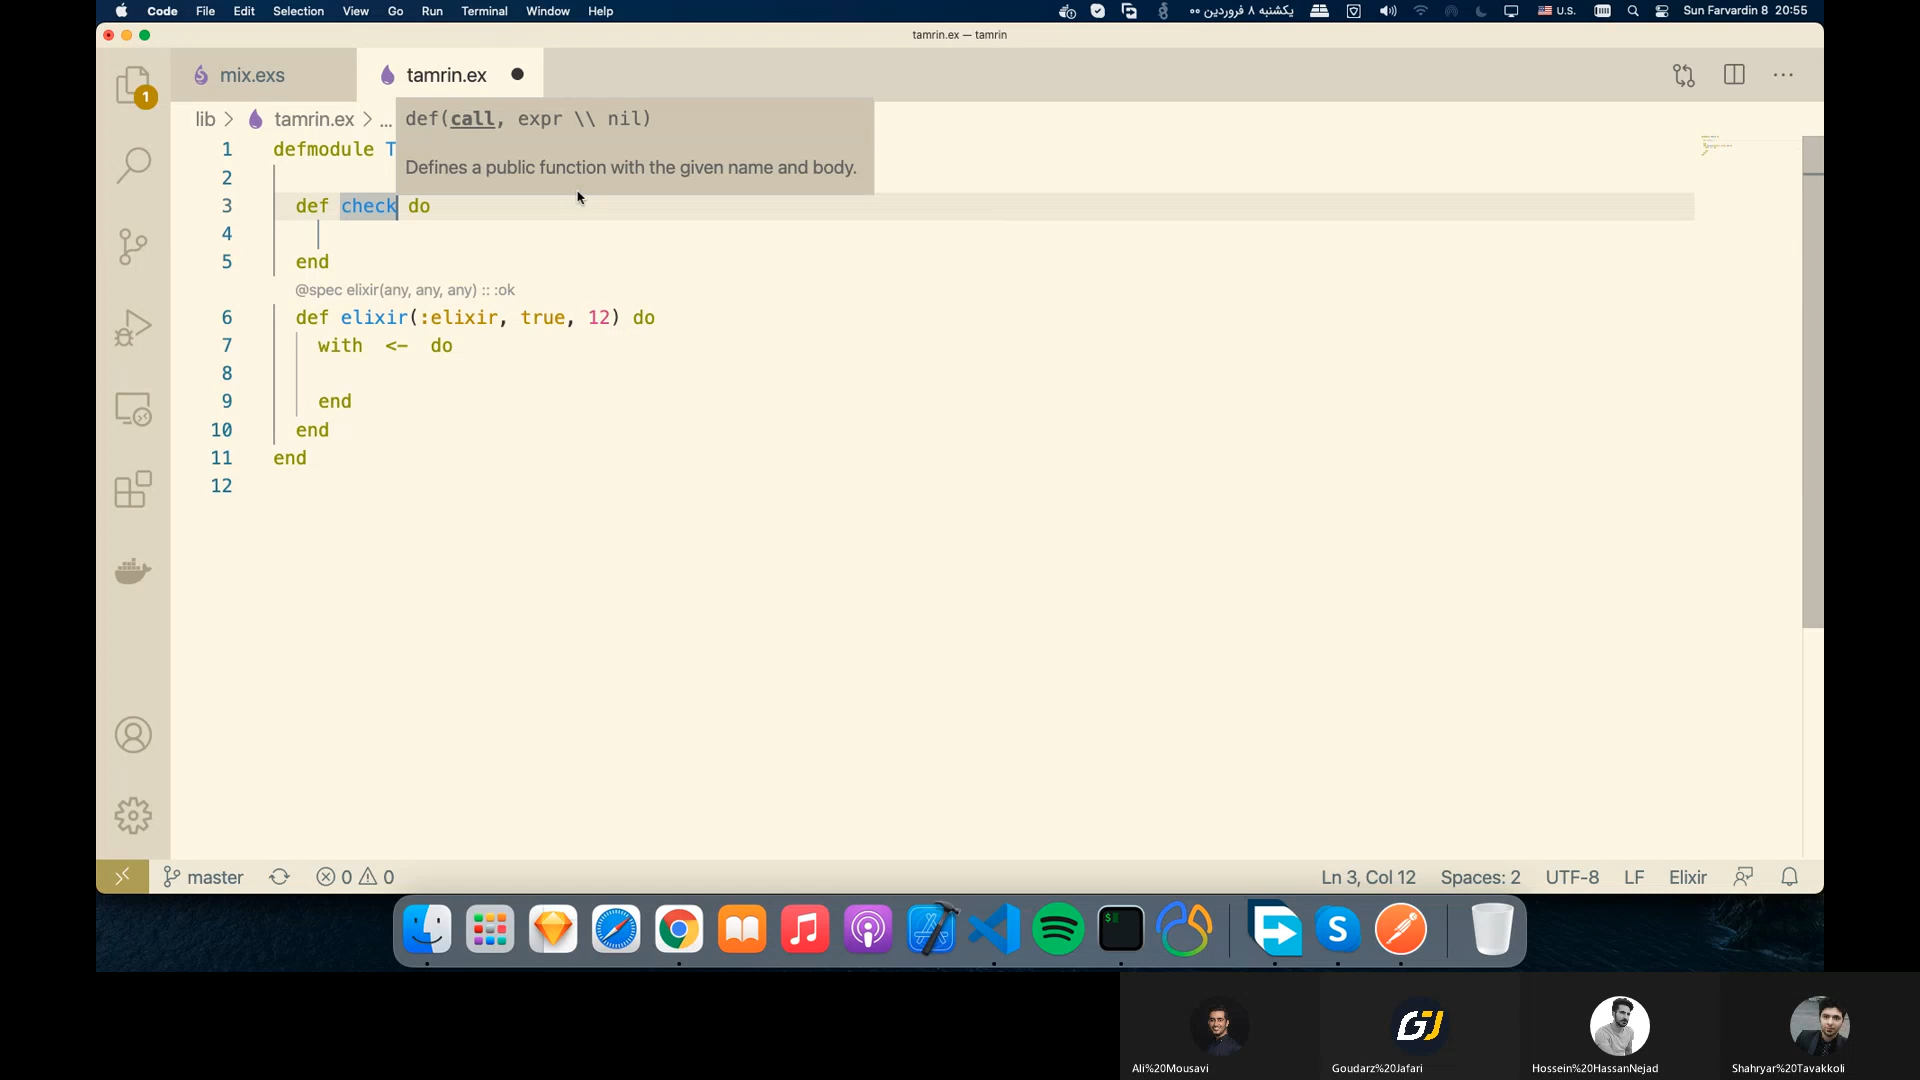 Code File Edit Selection View Go Run Terminal Window Help یکشنبه ۸ فروردین ۰۰ U.S. Sun Farvardin 8 20:55
tamrin.ex — tamrin
mix.exs tamrin.ex
1
lib > tamrin.ex > ...
def(call, expr \\ nil)
Defines a public function with the given name and body.
1 defmodule T
2
3 def check do
4
5 end
@spec elixir(any, any, any) :: :ok
6 def elixir(:elixir, true, 12) do
7 with <- do
8
9 end
10 end
11 end
12
master 0 0 Ln 3, Col 12 Spaces: 2 UTF-8 LF Elixir
Ali%20Mousavi Goudarz%20Jafari Hossein%20HassanNejad Shahryar%20Tavakkoli